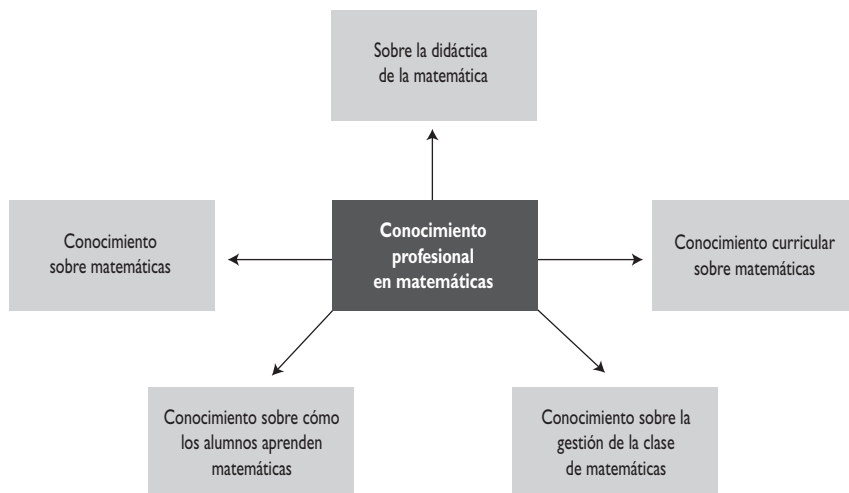 Sobre la didáctica
de la matemática
Conocimiento
sobre matemáticas
Conocimiento
profesional
en matemáticas
Conocimiento curricular
sobre matemáticas
Conocimiento sobre cómo
los alumnos aprenden
matemáticas
Conocimiento sobre la
gestión de la clase
de matemáticas